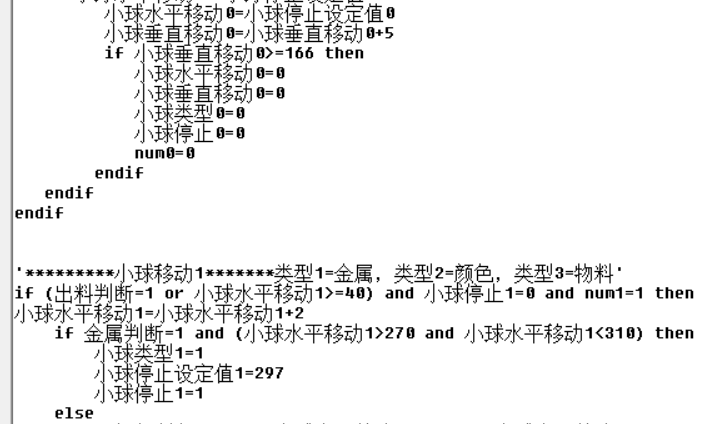 小球水平移动0=小球停止设定值0
小球垂直移动0=小球垂直移动0+5
if 小球垂直移动0>=166 then
小球水平移动0=0
小球垂直移动0=0
小球类型0=0
小球停止0=0
num0=0
endif
endif
endif
'*********小球移动1*******类型1=金属，类型2=颜色，类型3=物料'
if (出料判断=1 or 小球水平移动1>=40) and 小球停止1=0 and num1=1 then
小球水平移动1=小球水平移动1+2
if 金属判断=1 and (小球水平移动1>270 and 小球水平移动1<310) then
小球类型1=1
小球停止设定值1=297
小球停止1=1
else